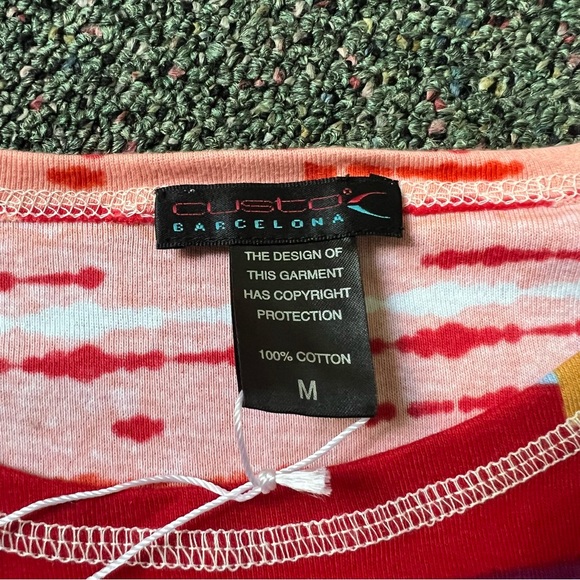 custo
BARCELONA
THE DESIGN OF
THIS GARMENT
HAS COPYRIGHT
PROTECTION
100% COTTON
M